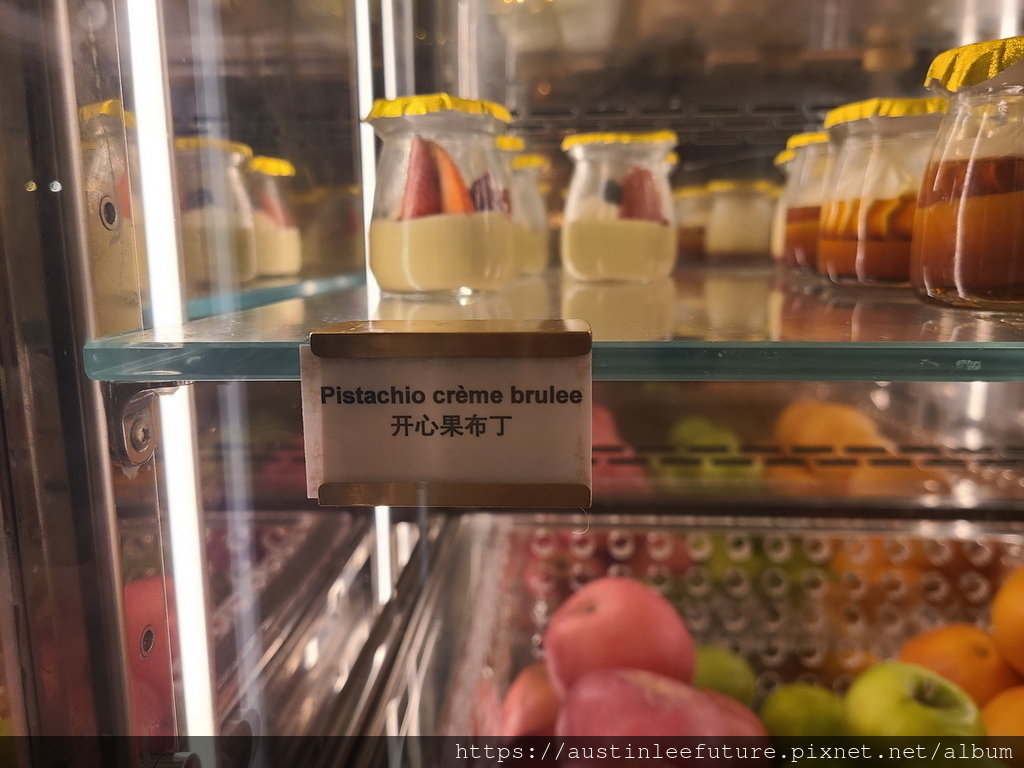 Pistachio crème brulee
开心果布丁
https://austinleefuture.pixnet.net/album